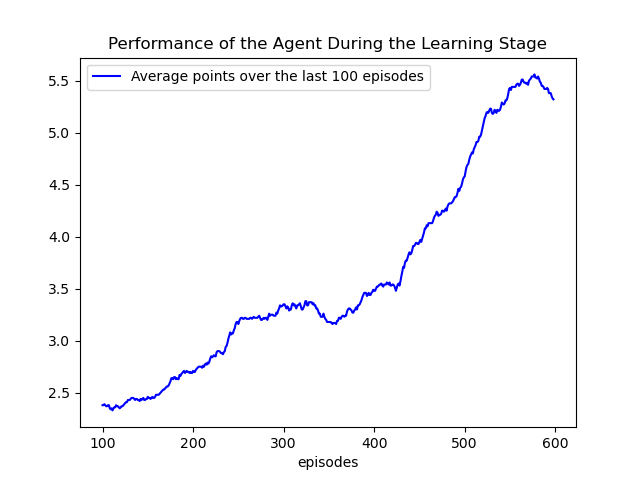 Performance of the Agent During the Learning Stage
Average points over the last 100 episodes
5.5
5.0
4.5
4.0
3.5
3.0
2.5
100 200 300 400 500 600
episodes